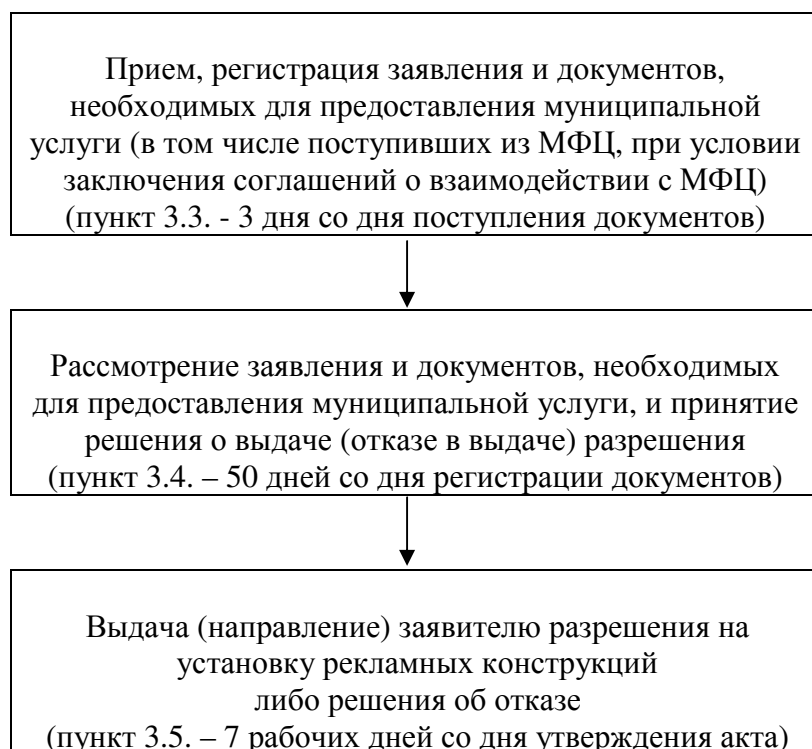 Прием, регистрация заявления и документов,
необходимых для предоставления муниципальной
услуги (в том числе поступивших из МФЦ, при условии
заключения соглашений о взаимодействии с МФЦ)
(пункт 3.3. - 3 дня со дня поступления документов)
Рассмотрение заявления и документов, необходимых
для предоставления муниципальной услуги, и принятие
решения о выдаче (отказе в выдаче) разрешения
(пункт 3.4. – 50 дней со дня регистрации документов)
Выдача (направление) заявителю разрешения на
установку рекламных конструкций
либо решения об отказе
(пункт 3.5. – 7 рабочих дней со дня утверждения акта)